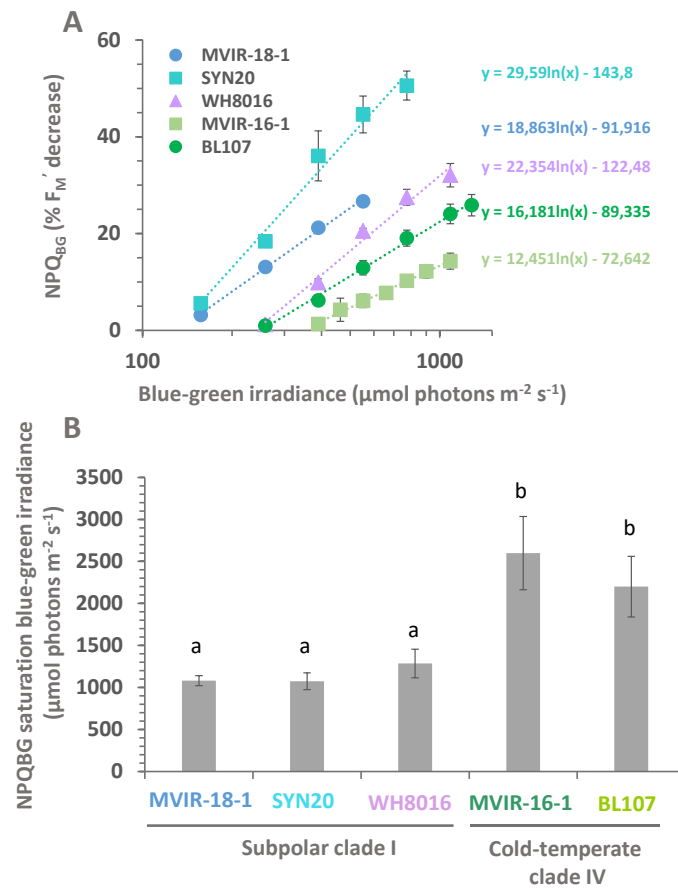 A
60
40
20
0
NPQBG (% FM' decrease)
MVIR-18-1
SYN20
WH8016
MVIR-16-1
BL107
y = 29,59ln(x) - 143,8
y = 18,863ln(x) - 91,916
y = 22,354ln(x) - 122,48
y = 16,181ln(x) - 89,335
y = 12,451ln(x) - 72,642
100
1000
Blue-green irradiance (µmol photons m-2 s-1)
B
NPQBG saturation blue-green irradiance
(µmol photons m-2 s-1)
3500
3000
2500
2000
1500
1000
500
0
a
a
a
b
b
MVIR-18-1 SYN20 WH8016 MVIR-16-1 BL107
Subpolar clade I
Cold-temperate
clade IV